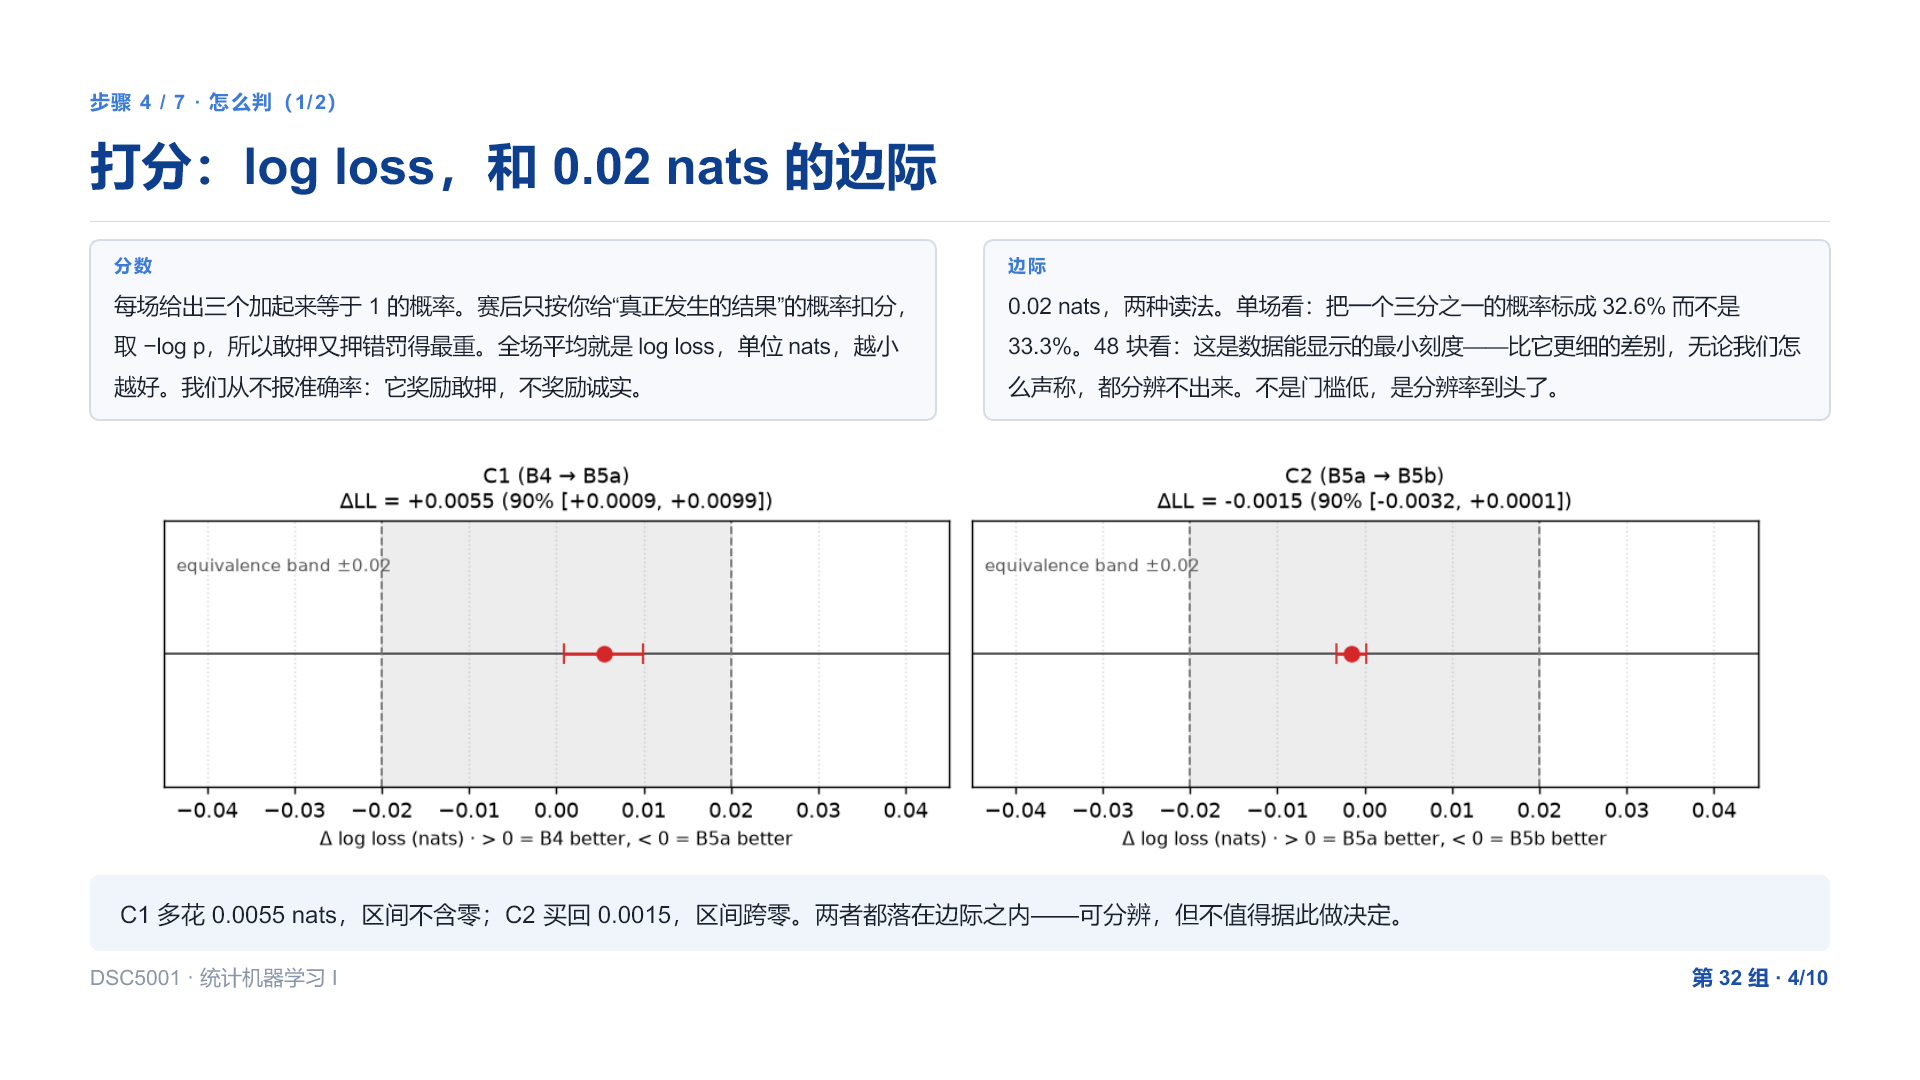 步骤 4 / 7 · 怎么判（1/2）
打分：log loss，和 0.02 nats 的边际
分数
每场给出三个加起来等于 1 的概率。赛后只按你给“真正发生的结果”的概率扣分，
取 −log p，所以敢押又押错罚得最重。全场平均就是 log loss，单位 nats，越小
越好。我们从不报准确率：它奖励敢押，不奖励诚实。
边际
0.02 nats，两种读法。单场看：把一个三分之一的概率标成 32.6% 而不是
33.3%。48 块看：这是数据能显示的最小刻度——比它更细的差别，无论我们怎
么声称，都分辨不出来。不是门槛低，是分辨率到头了。
C1 (B4 → B5a)
ΔLL = +0.0055 (90% [+0.0009, +0.0099])
equivalence band ±0.02
−0.04 −0.03 −0.02 −0.01 0.00 0.01 0.02 0.03 0.04
Δ log loss (nats) · > 0 = B4 better, < 0 = B5a better
C2 (B5a → B5b)
ΔLL = -0.0015 (90% [-0.0032, +0.0001])
equivalence band ±0.02
−0.04 −0.03 −0.02 −0.01 0.00 0.01 0.02 0.03 0.04
Δ log loss (nats) · > 0 = B5a better, < 0 = B5b better
C1 多花 0.0055 nats，区间不含零；C2 买回 0.0015，区间跨零。两者都落在边际之内——可分辨，但不值得据此做决定。
DSC5001 · 统计机器学习 I
第 32 组 · 4/10